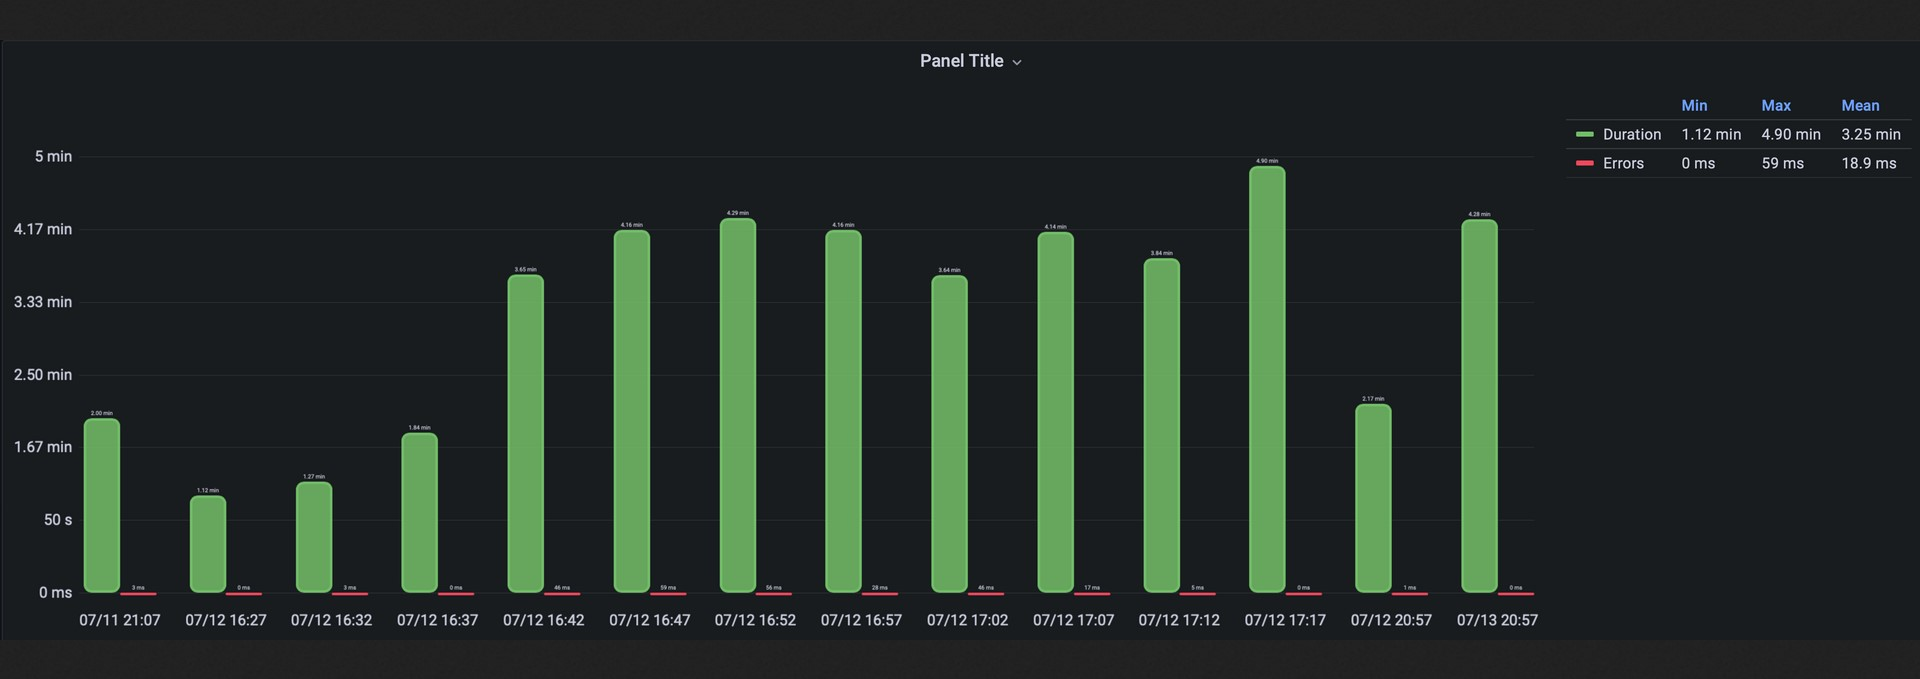 Panel Title
Min Max Mean
Duration 1.12 min 4.90 min 3.25 min
Errors 0 ms 59 ms 18.9 ms
5 min
4.17 min
3.33 min
2.50 min
1.67 min
50 s
0 ms
2.00 min 1.12 min 1.27 min 1.84 min 3.65 min 4.16 min 4.29 min 4.16 min 3.64 min 4.14 min 3.84 min 4.90 min 2.17 min 4.28 min
3 ms 0 ms 3 ms 0 ms 46 ms 59 ms 56 ms 28 ms 46 ms 17 ms 5 ms 0 ms 1 ms 0 ms
07/11 21:07 07/12 16:27 07/12 16:32 07/12 16:37 07/12 16:42 07/12 16:47 07/12 16:52 07/12 16:57 07/12 17:02 07/12 17:07 07/12 17:12 07/12 17:17 07/12 20:57 07/13 20:57